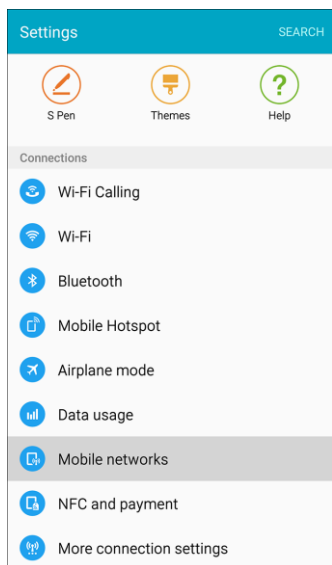 Settings SEARCH
S Pen Themes Help
Connections
Wi-Fi Calling
Wi-Fi
Bluetooth
Mobile Hotspot
Airplane mode
Data usage
Mobile networks
NFC and payment
More connection settings